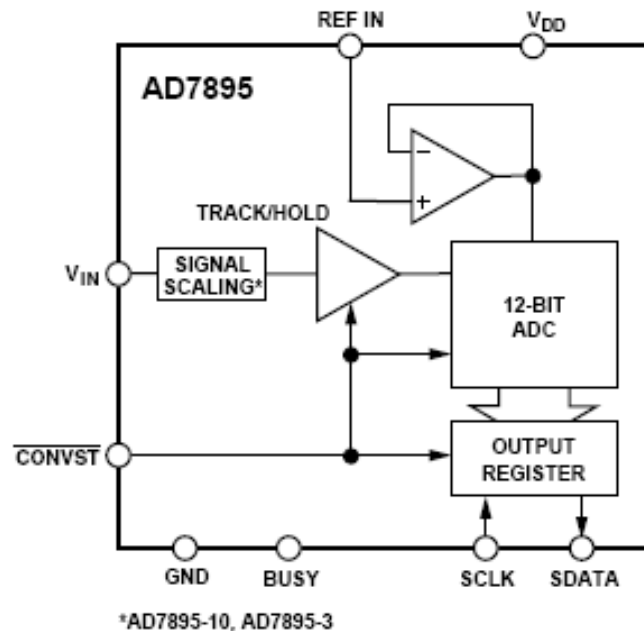 REF IN
VDD
AD7895
−
+
TRACK/HOLD
VIN
SIGNAL
SCALING*
12-BIT
ADC
CONVST
OUTPUT
REGISTER
GND
BUSY
SCLK
SDATA
*AD7895-10, AD7895-3